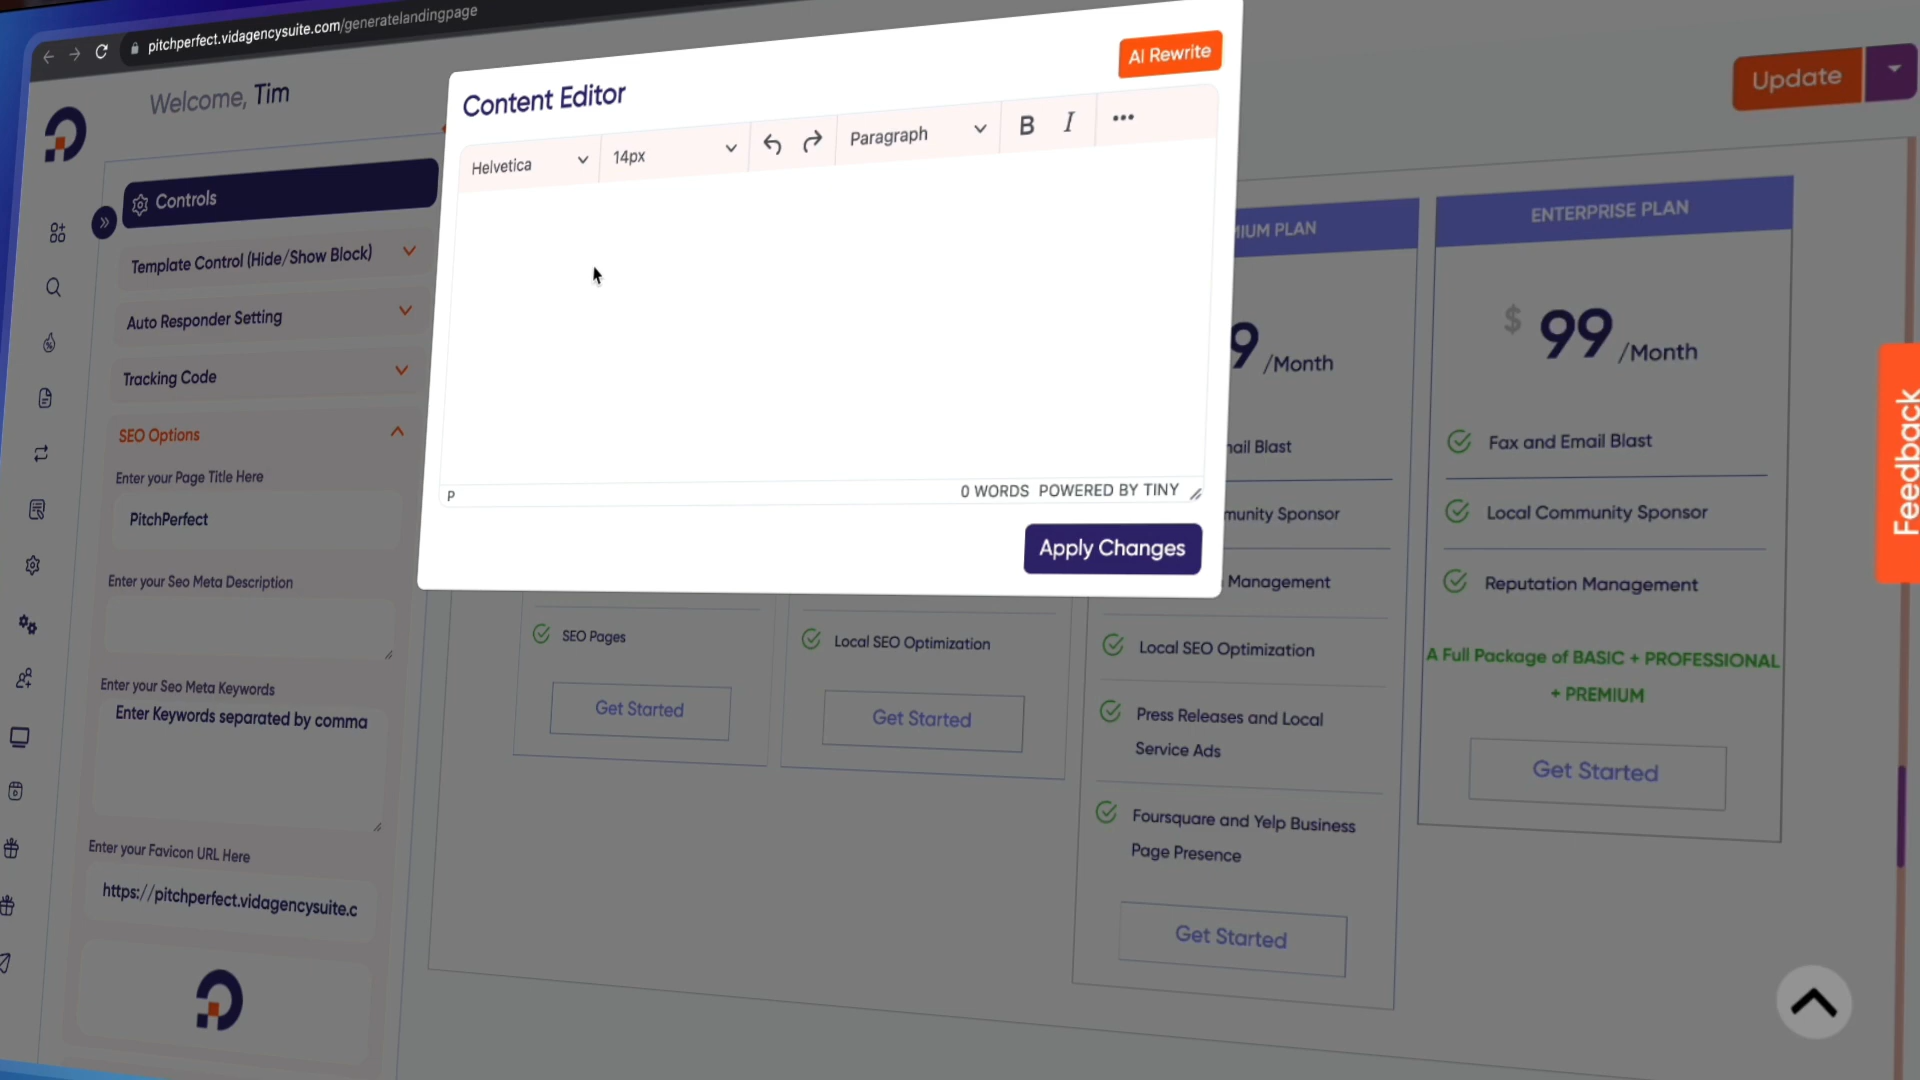 pitchperfect.vidagencysuite.com/generatelandingpage
Welcome, Tim
Controls
Template Control (Hide/Show Block)
Auto Responder Setting
Tracking Code
SEO Options
Enter your Page Title Here
PitchPerfect
Enter your Seo Meta Description
Enter your Seo Meta Keywords
Enter Keywords separated by comma
Enter your Favicon URL Here
https://pitchperfect.vidagencysuite.c
Content Editor
AI Rewrite
Helvetica
14px
Paragraph
B I
P
0 WORDS POWERED BY TINY
Apply Changes
Update
SEO Pages
Get Started
Local SEO Optimization
Get Started
PLAN
9 /Month
Blast
Sponsor
Management
Local SEO Optimization
Press Releases and Local
Service Ads
Foursquare and Yelp Business
Page Presence
Get Started
ENTERPRISE PLAN
$ 99 /Month
Fax and Email Blast
Local Community Sponsor
Reputation Management
A Full Package of BASIC + PROFESSIONAL
+ PREMIUM
Get Started
Feedback